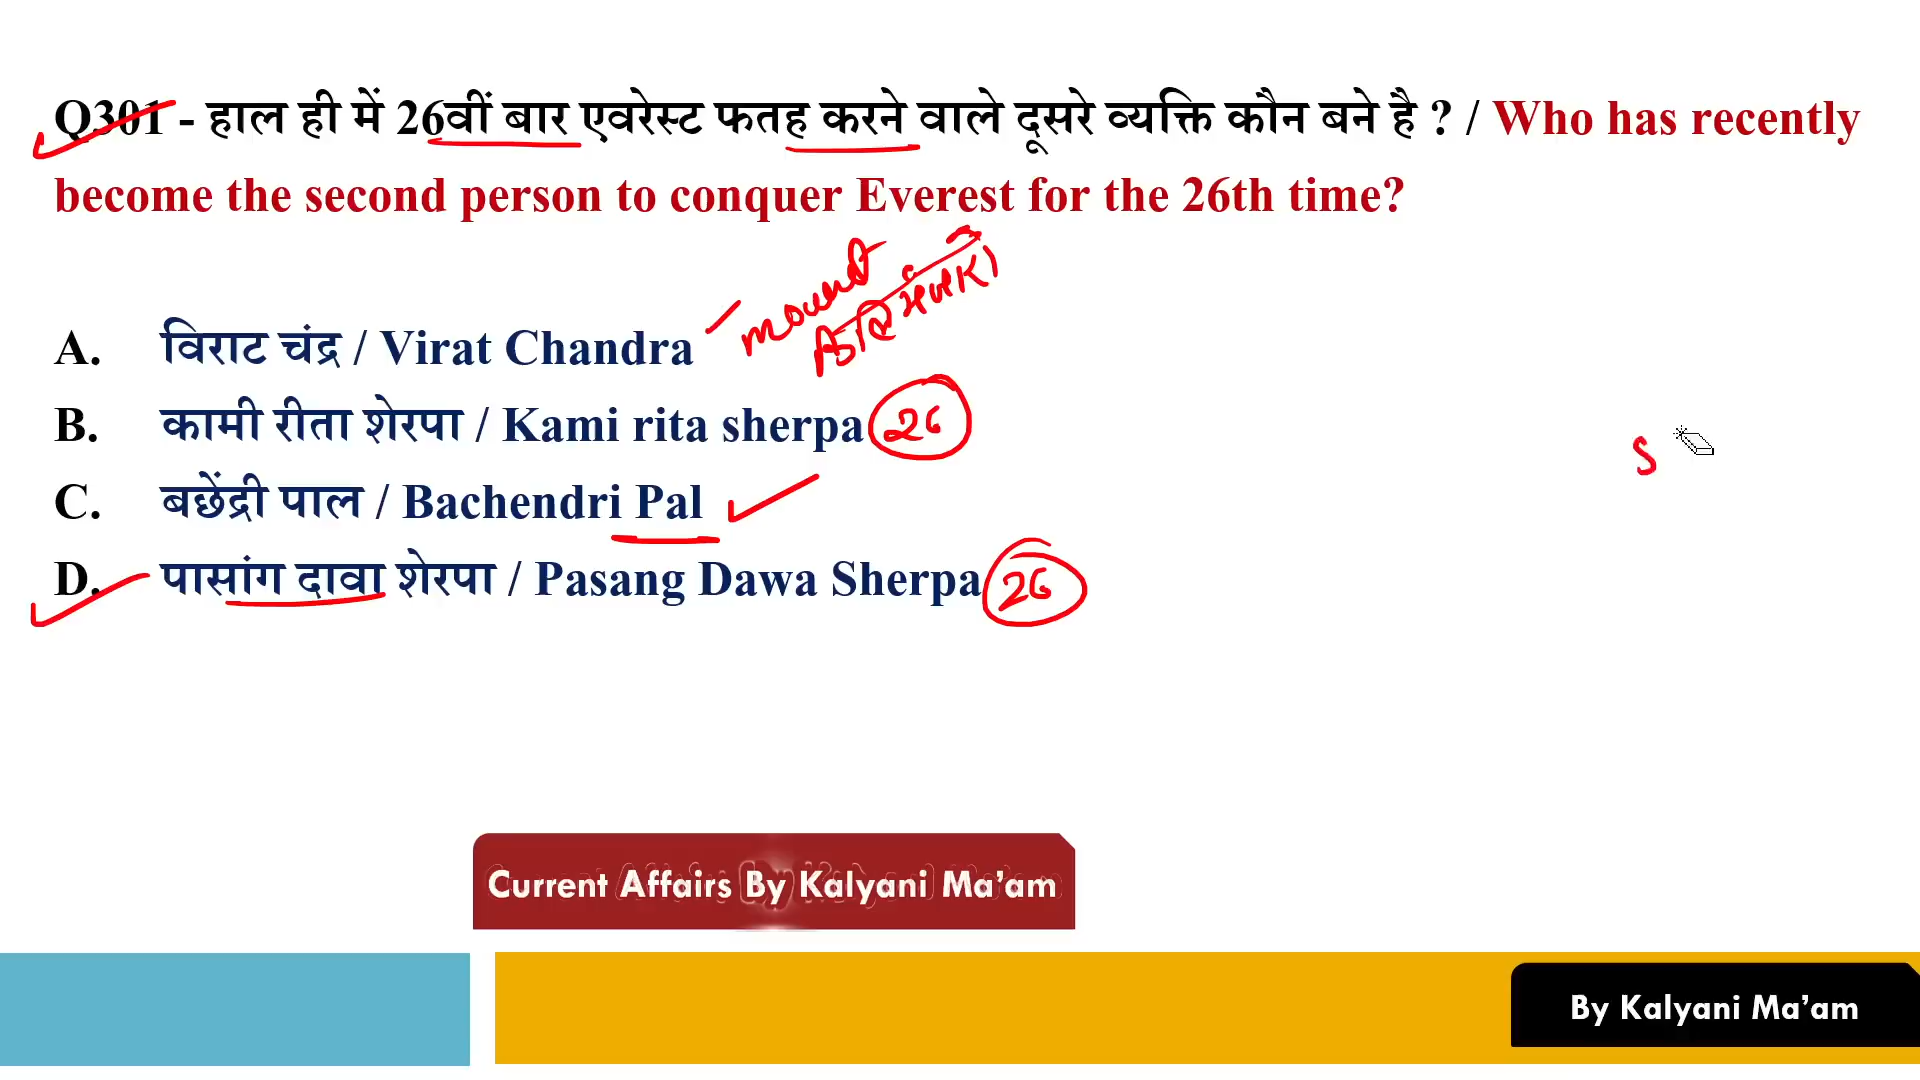 Q301 - हाल ही में 26वीं बार एवरेस्ट फतह करने वाले दूसरे व्यक्ति कौन बने है ? / Who has recently
become the second person to conquer Everest for the 26th time?
mount
A. विराट चंद्र / Virat Chandra
B. कामी रीता शेरपा / Kami rita sherpa 26
S
C. बछेंद्री पाल / Bachendri Pal
D. पासांग दावा शेरपा / Pasang Dawa Sherpa 26
Current Affairs By Kalyani Ma’am
By Kalyani Ma’am